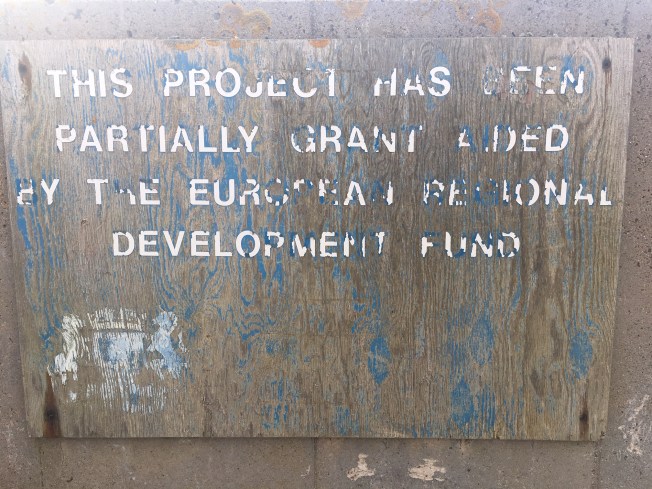 THIS PROJECT HAS BEEN
PARTIALLY GRANT AIDED
BY THE EUROPEAN REGIONAL
DEVELOPMENT FUND